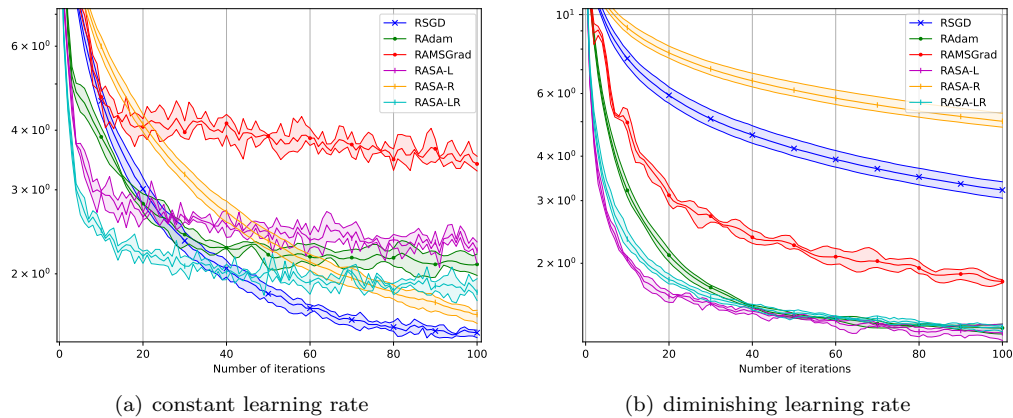 6 × 10⁰
4 × 10⁰
3 × 10⁰
2 × 10⁰
0 20 40 60 80 100
Number of iterations
RSGD
RAdam
RAMSGrad
RASA-L
RASA-R
RASA-LR
(a) constant learning rate
10¹
6 × 10⁰
4 × 10⁰
3 × 10⁰
2 × 10⁰
0 20 40 60 80 100
Number of iterations
RSGD
RAdam
RAMSGrad
RASA-L
RASA-R
RASA-LR
(b) diminishing learning rate